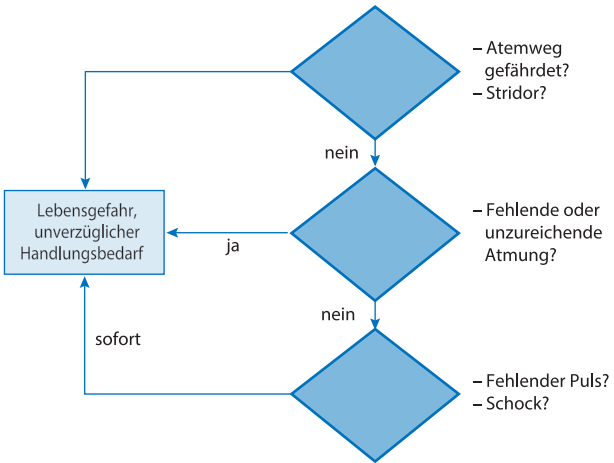 – Atemweg
gefährdet?
– Stridor?
nein
Lebensgefahr,
unverzüglicher
Handlungsbedarf
ja
– Fehlende oder
unzureichende
Atmung?
nein
sofort
– Fehlender Puls?
– Schock?